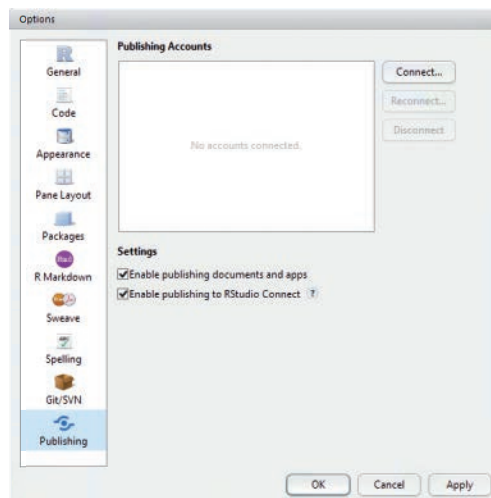 Options
General
Code
Appearance
Pane Layout
Packages
R Markdown
Sweave
Spelling
Git/SVN
Publishing
Publishing Accounts
No accounts connected.
Connect...
Reconnect...
Disconnect
Settings
Enable publishing documents and apps
Enable publishing to RStudio Connect ?
OK Cancel Apply